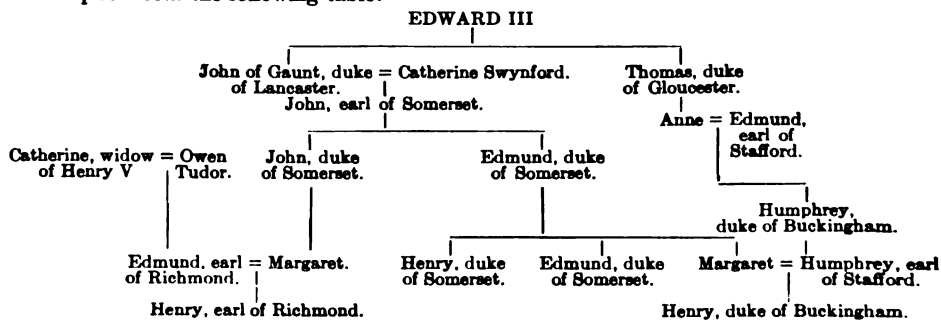 EDWARD III
John of Gaunt, duke = Catherine Swynford. Thomas, duke
of Lancaster. of Gloucester.
John, earl of Somerset. Anne = Edmund,
earl of
Stafford.
Catherine, widow = Owen John, duke Edmund, duke
of Henry V Tudor. of Somerset. of Somerset.
Humphrey,
duke of Buckingham.
Edmund, earl = Margaret. Henry, duke Edmund, duke Margaret = Humphrey, earl
of Richmond. of Somerset. of Somerset. of Stafford.
Henry, earl of Richmond. Henry, duke of Buckingham.